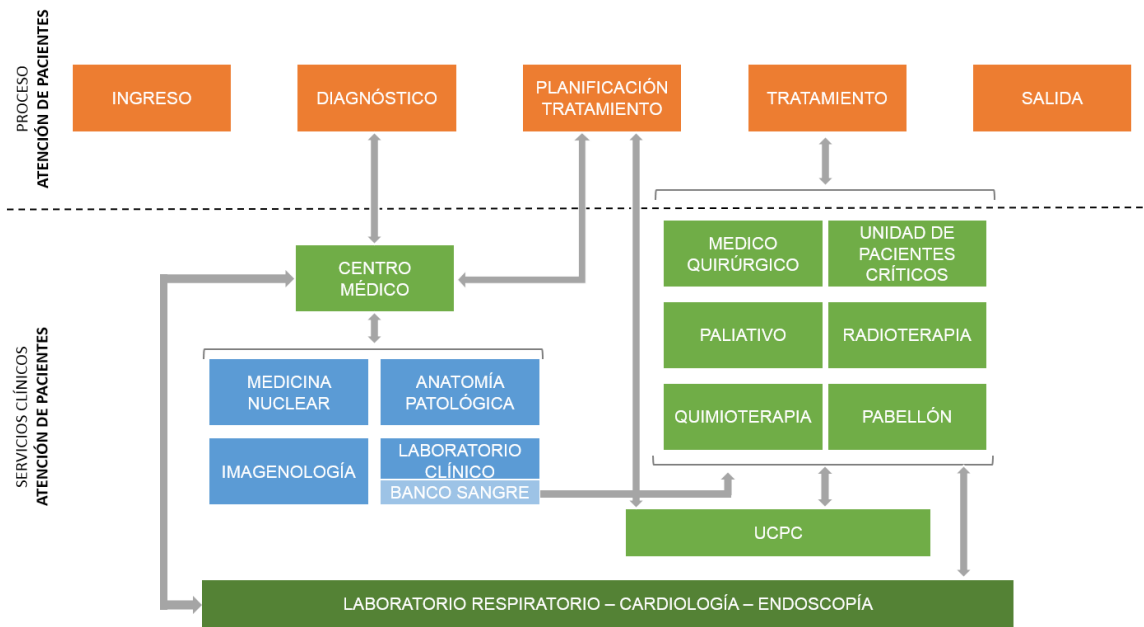 PROCESO
ATENCIÓN DE PACIENTES
INGRESO
DIAGNÓSTICO
PLANIFICACIÓN
TRATAMIENTO
TRATAMIENTO
SALIDA
SERVICIOS CLÍNICOS
ATENCIÓN DE PACIENTES
CENTRO
MÉDICO
MEDICINA
NUCLEAR
ANATOMÍA
PATOLÓGICA
IMAGENOLOGÍA
LABORATORIO
CLÍNICO
BANCO SANGRE
MEDICO
QUIRÚRGICO
UNIDAD DE
PACIENTES
CRÍTICOS
PALIATIVO
RADIOTERAPIA
QUIMIOTERAPIA
PABELLÓN
UCPC
LABORATORIO RESPIRATORIO – CARDIOLOGÍA – ENDOSCOPÍA